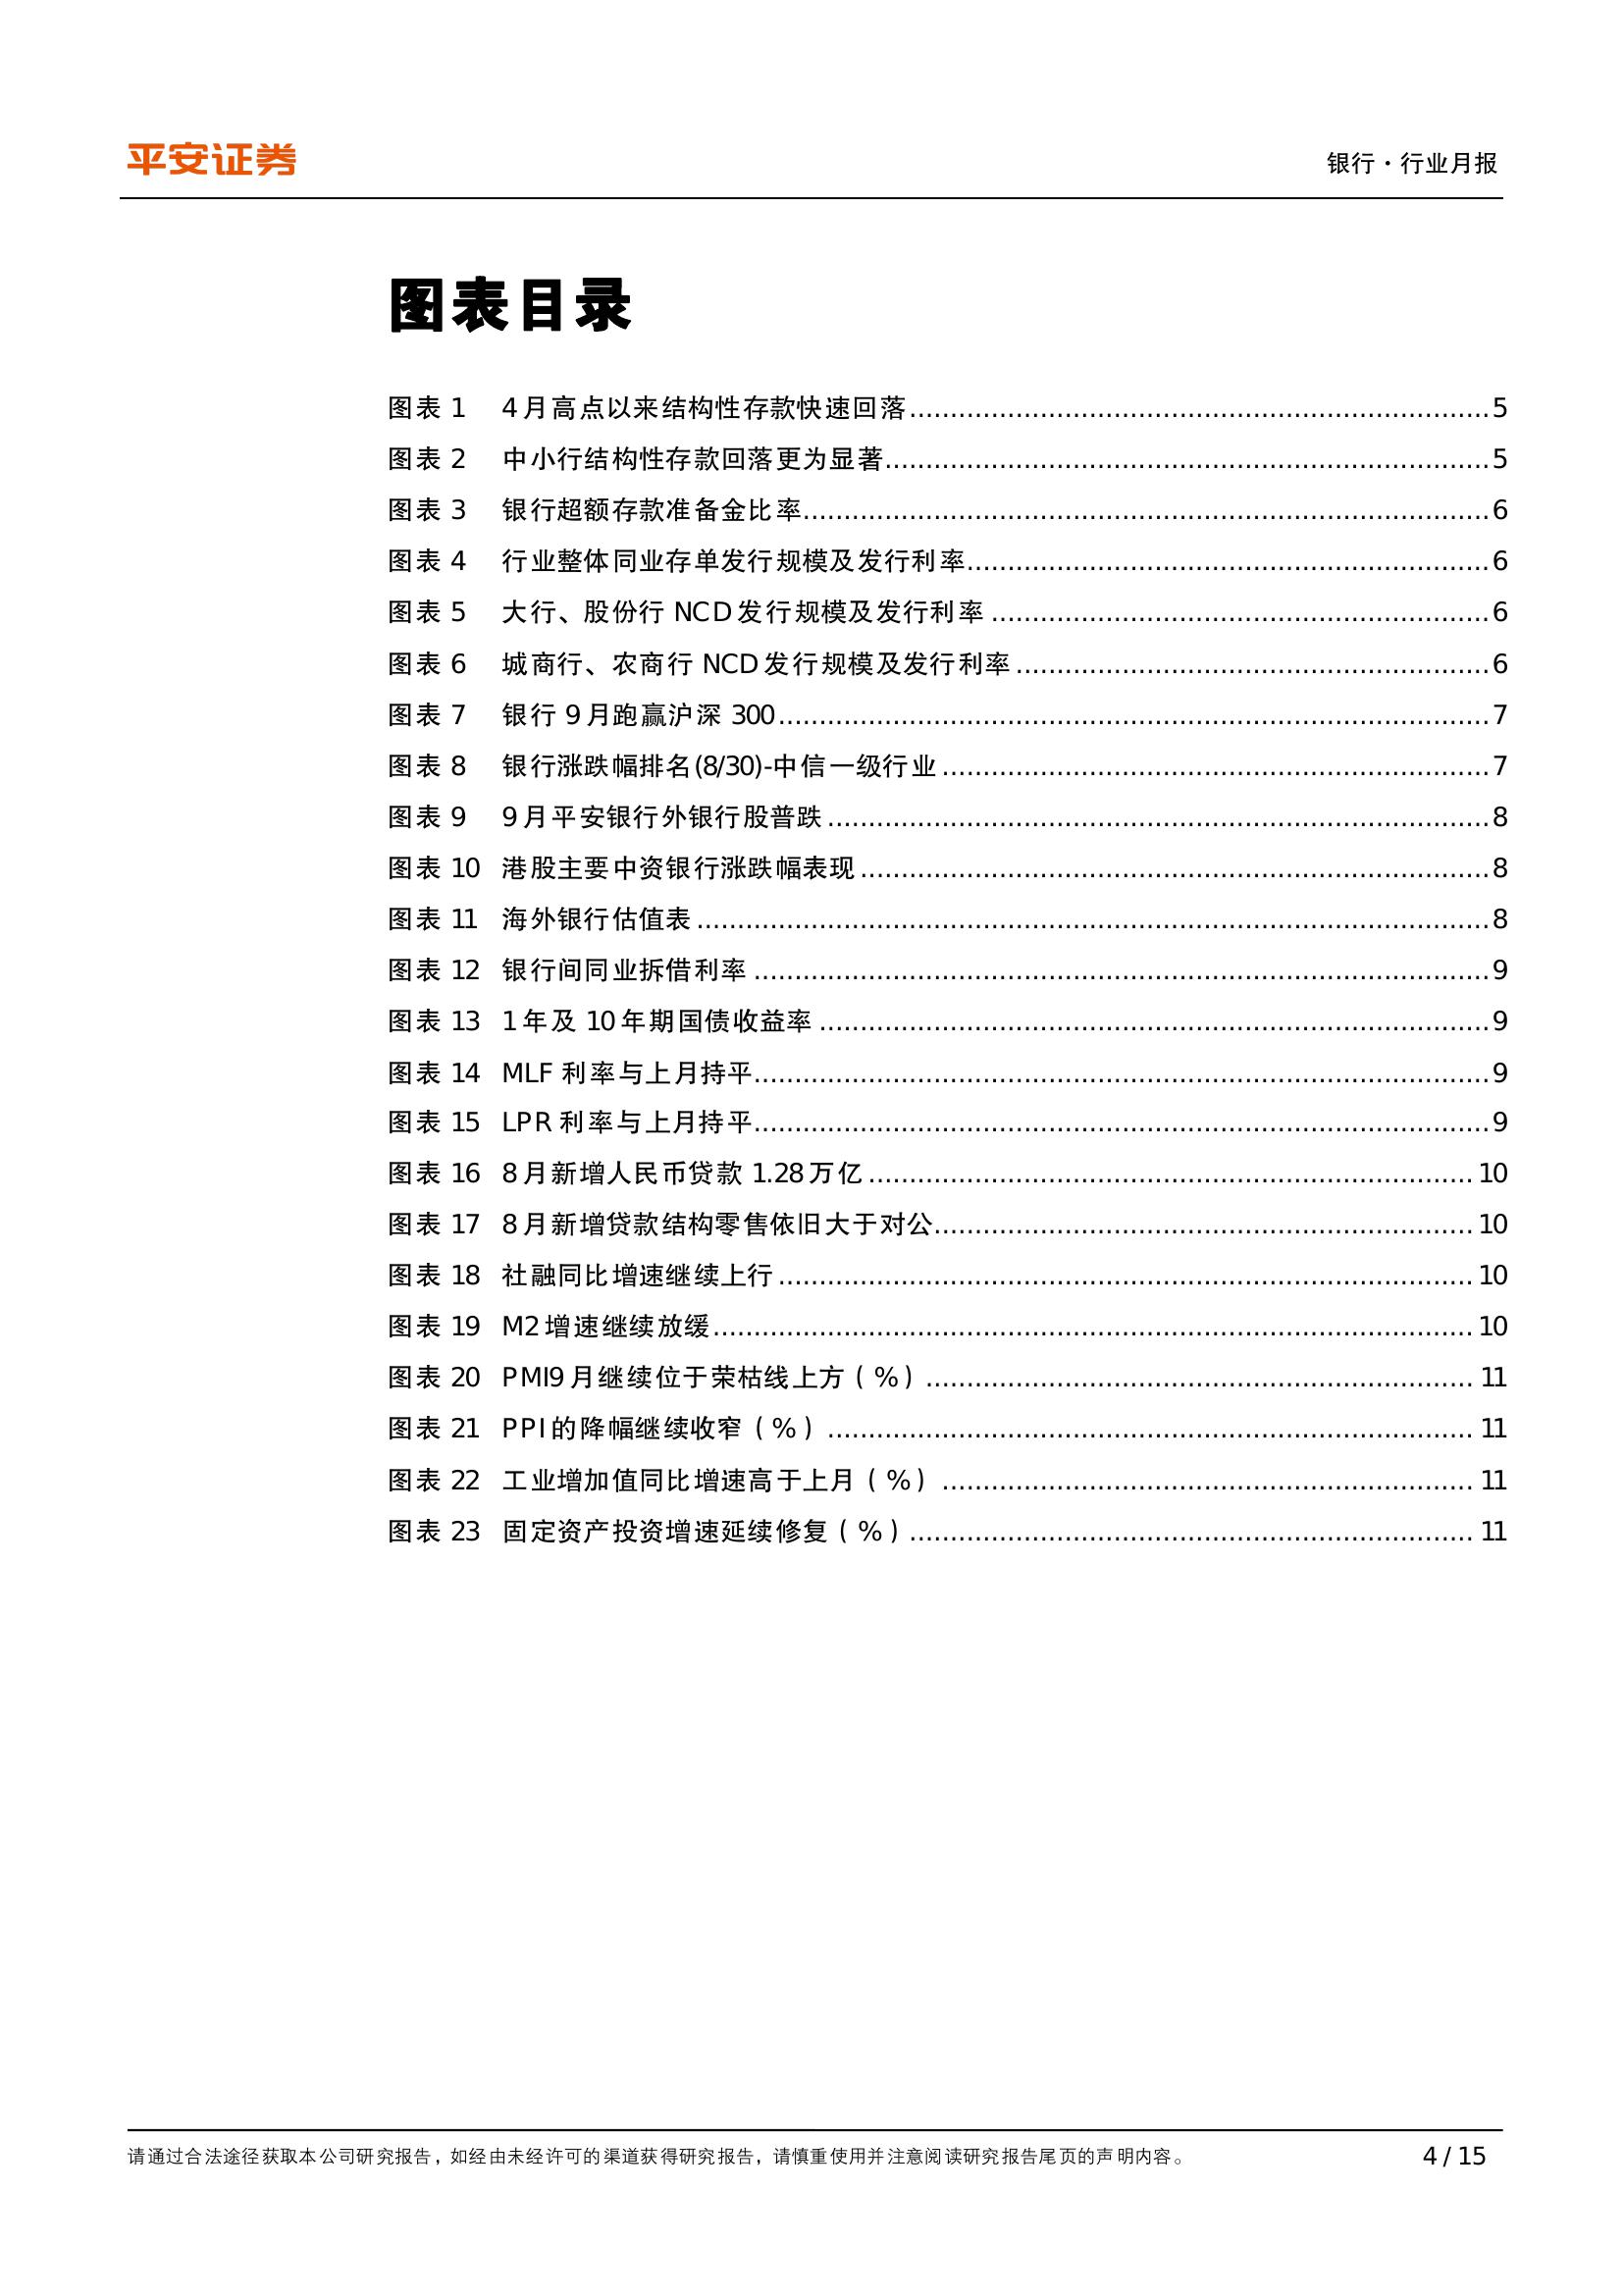 平安证券
银行·行业月报
图表目录
图表 1 4月高点以来结构性存款快速回落 5
图表 2 中小行结构性存款回落更为显著 5
图表 3 银行超额存款准备金比率 6
图表 4 行业整体同业存单发行规模及发行利率 6
图表 5 大行、股份行 NCD发行规模及发行利率 6
图表 6 城商行、农商行 NCD发行规模及发行利率 6
图表 7 银行 9月跑赢沪深 300 7
图表 8 银行涨跌幅排名(8/30)-中信一级行业 7
图表 9 9月平安银行外银行股普跌 8
图表 10 港股主要中资银行涨跌幅表现 8
图表 11 海外银行估值表 8
图表 12 银行间同业拆借利率 9
图表 13 1年及 10年期国债收益率 9
图表 14 MLF 利率与上月持平 9
图表 15 LPR 利率与上月持平 9
图表 16 8月新增人民币贷款 1.28万亿 10
图表 17 8月新增贷款结构零售依旧大于对公 10
图表 18 社融同比增速继续上行 10
图表 19 M2增速继续放缓 10
图表 20 PMI9月继续位于荣枯线上方（%） 11
图表 21 PPI的降幅继续收窄（%） 11
图表 22 工业增加值同比增速高于上月（%） 11
图表 23 固定资产投资增速延续修复（%） 11
请通过合法途径获取本公司研究报告，如经由未经许可的渠道获得研究报告，请慎重使用并注意阅读研究报告尾页的声明内容。 4 / 15